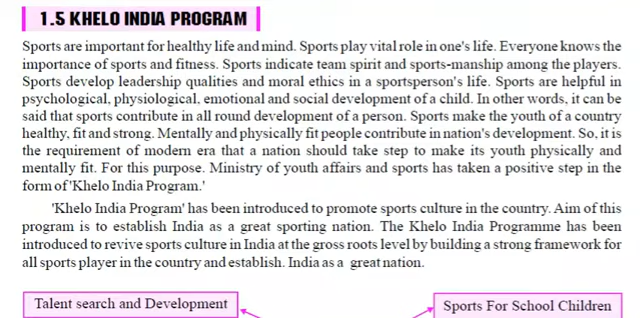 1.5 KHELO INDIA PROGRAM
Sports are important for healthy life and mind. Sports play vital role in one's life. Everyone knows the
importance of sports and fitness. Sports indicate team spirit and sports-manship among the players.
Sports develop leadership qualities and moral ethics in a sportsperson's life. Sports are helpful in
psychological, physiological, emotional and social development of a child. In other words, it can be
said that sports contribute in all round development of a person. Sports make the youth of a country
healthy, fit and strong. Mentally and physically fit people contribute in nation's development. So, it is
the requirement of modern era that a nation should take step to make its youth physically and
mentally fit. For this purpose. Ministry of youth affairs and sports has taken a positive step in the
form of 'Khelo India Program.'
'Khelo India Program' has been introduced to promote sports culture in the country. Aim of this
program is to establish India as a great sporting nation. The Khelo India Programme has been
introduced to revive sports culture in India at the gross roots level by building a strong framework for
all sports player in the country and establish. India as a great nation.
Talent search and Development
Sports For School Children